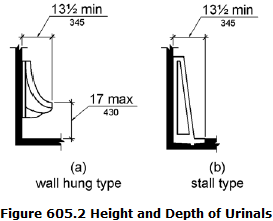 13½ min
345
13½ min
345
17 max
430
(a)
wall hung type
(b)
stall type
Figure 605.2 Height and Depth of Urinals